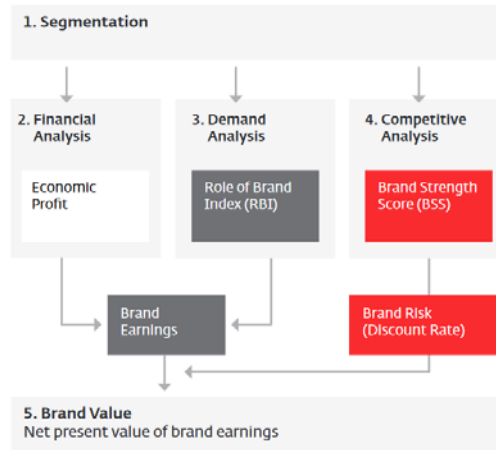 1. Segmentation
2. Financial
Analysis
Economic
Profit
3. Demand
Analysis
Role of Brand
Index (RBI)
4. Competitive
Analysis
Brand Strength
Score (BSS)
Brand
Earnings
Brand Risk
(Discount Rate)
5. Brand Value
Net present value of brand earnings